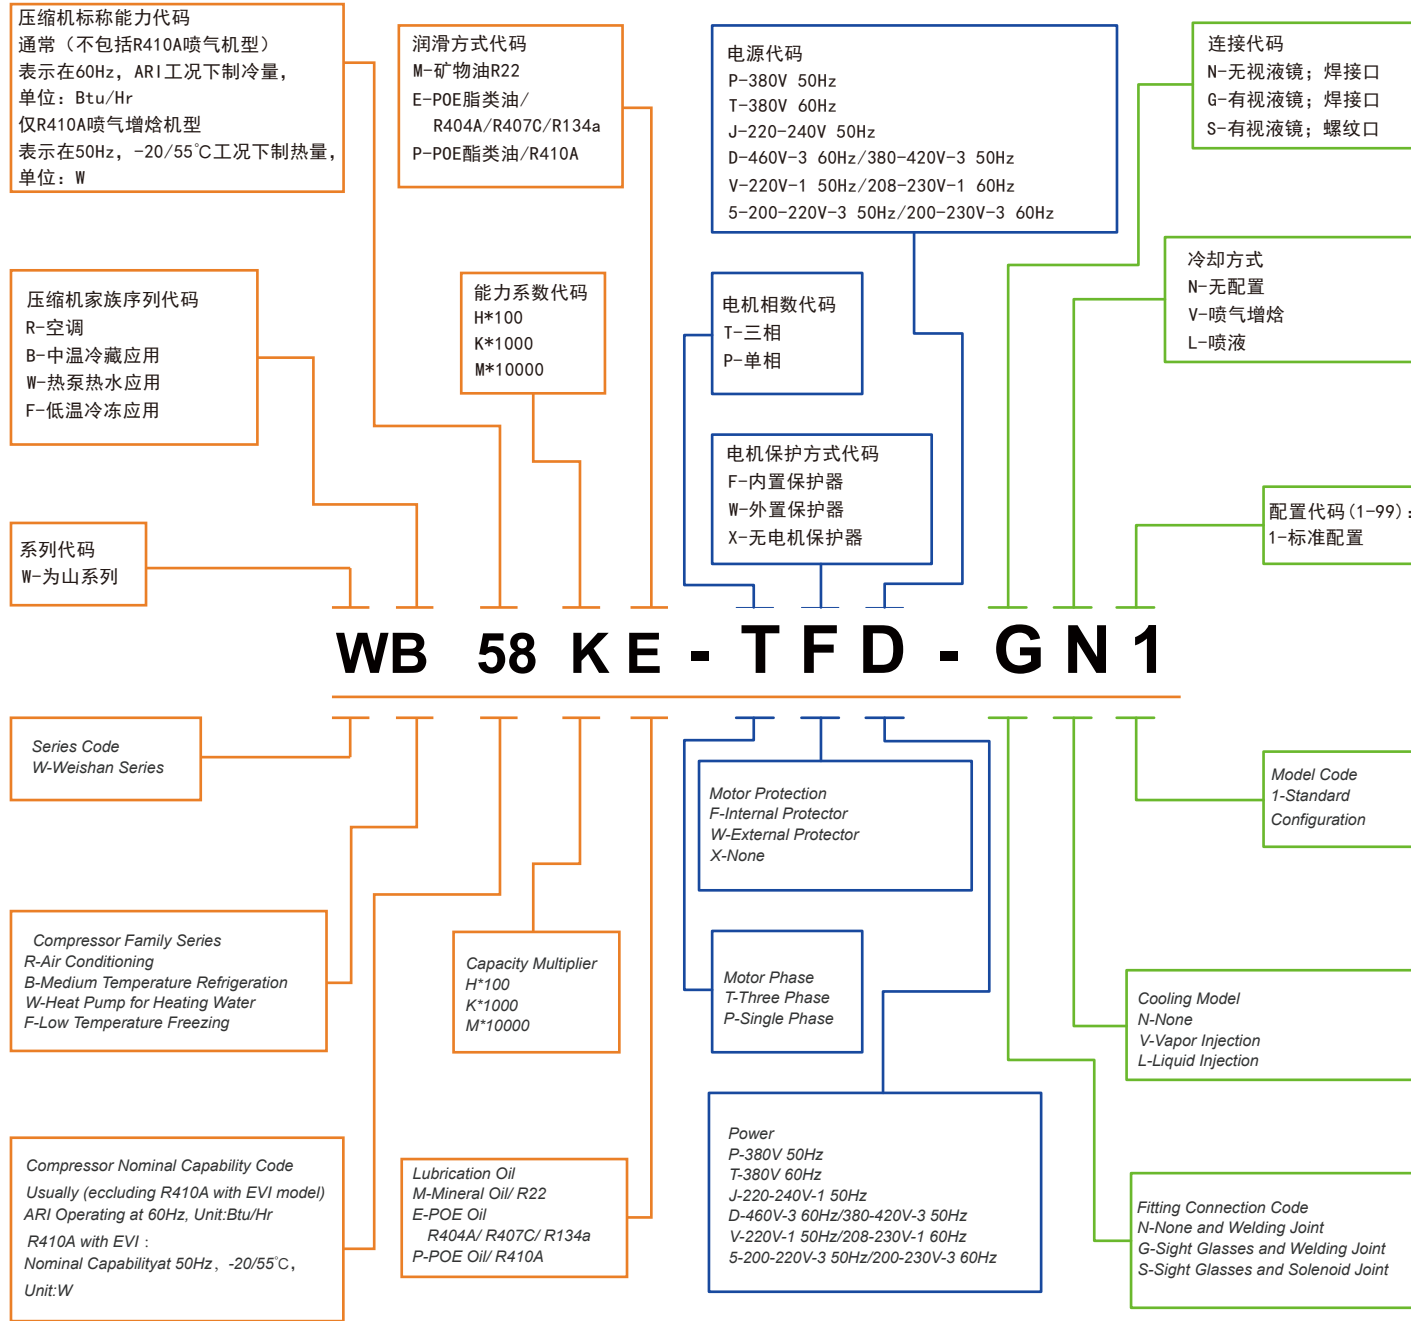 压缩机标称能力代码
通常（不包括R410A喷气机型）
表示在60Hz，ARI工况下制冷量，
单位：Btu/Hr
仅R410A喷气增焓机型
表示在50Hz，-20/55℃工况下制热量，
单位：W
润滑方式代码
M-矿物油R22
E-POE脂类油/
R404A/R407C/R134a
P-POE酯类油/R410A
电源代码
P-380V 50Hz
T-380V 60Hz
J-220-240V 50Hz
D-460V-3 60Hz/380-420V-3 50Hz
V-220V-1 50Hz/208-230V-1 60Hz
5-200-220V-3 50Hz/200-230V-3 60Hz
连接代码
N-无视液镜；焊接口
G-有视液镜；焊接口
S-有视液镜；螺纹口
压缩机家族序列代码
R-空调
B-中温冷藏应用
W-热泵热水应用
F-低温冷冻应用
能力系数代码
H*100
K*1000
M*10000
电机相数代码
T-三相
P-单相
冷却方式
N-无配置
V-喷气增焓
L-喷液
电机保护方式代码
F-内置保护器
W-外置保护器
X-无电机保护器
系列代码
W-为山系列
配置代码(1-99)：
1-标准配置
WB 58 K E - T F D - G N 1
Series Code
W-Weishan Series
Motor Protection
F-Internal Protector
W-External Protector
X-None
Model Code
1-Standard
Configuration
Compressor Family Series
R-Air Conditioning
B-Medium Temperature Refrigeration
W-Heat Pump for Heating Water
F-Low Temperature Freezing
Capacity Multiplier
H*100
K*1000
M*10000
Motor Phase
T-Three Phase
P-Single Phase
Cooling Model
N-None
V-Vapor Injection
L-Liquid Injection
Compressor Nominal Capability Code
Usually (eccluding R410A with EVI model)
ARI Operating at 60Hz, Unit:Btu/Hr
R410A with EVI：
Nominal Capabilityat 50Hz，-20/55℃，
Unit:W
Lubrication Oil
M-Mineral Oil/ R22
E-POE Oil
R404A/ R407C/ R134a
P-POE Oil/ R410A
Power
P-380V 50Hz
T-380V 60Hz
J-220-240V-1 50Hz
D-460V-3 60Hz/380-420V-3 50Hz
V-220V-1 50Hz/208-230V-1 60Hz
5-200-220V-3 50Hz/200-230V-3 60Hz
Fitting Connection Code
N-None and Welding Joint
G-Sight Glasses and Welding Joint
S-Sight Glasses and Solenoid Joint